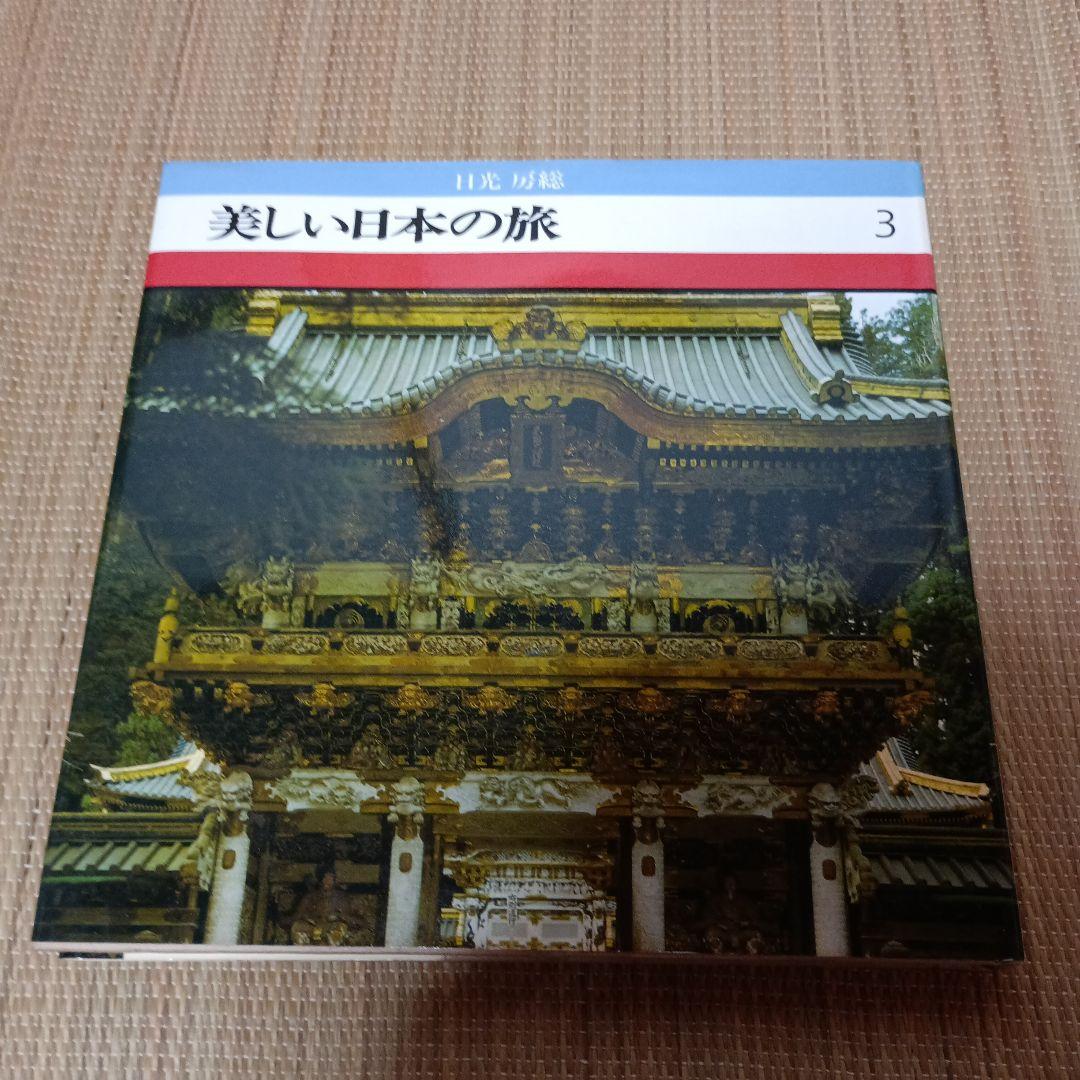 日光 房総
美しい日本の旅
3